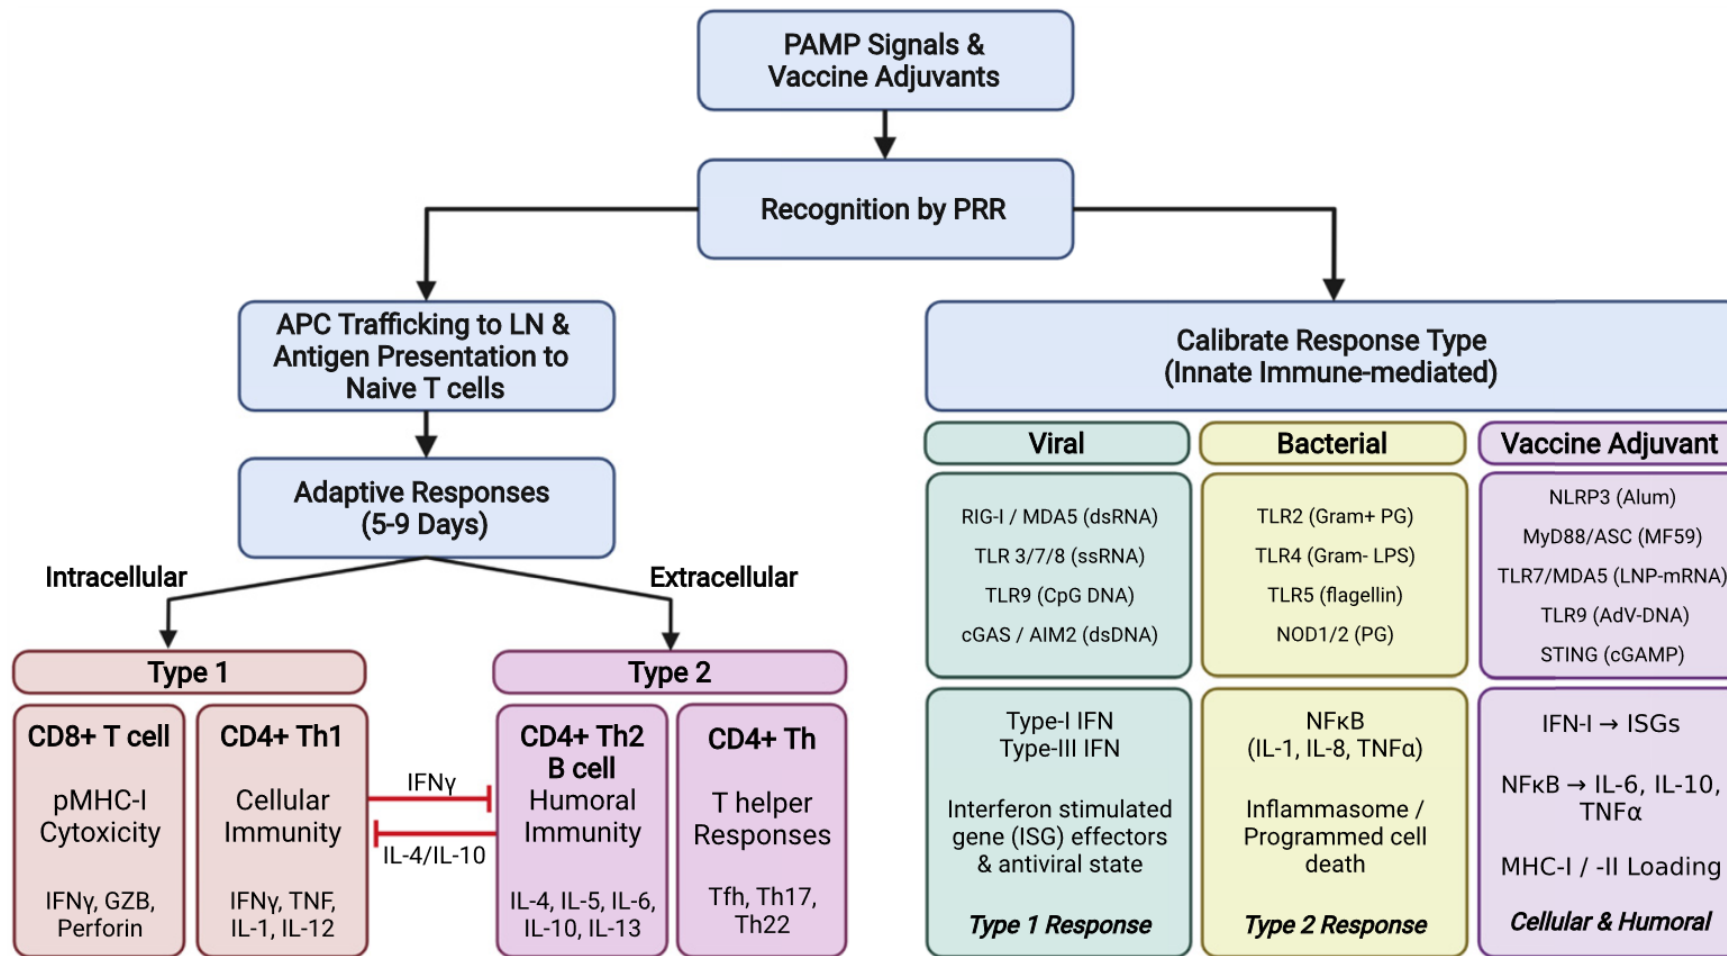 PAMP Signals &
Vaccine Adjuvants
Recognition by PRR
APC Trafficking to LN &
Antigen Presentation to
Naive T cells
Adaptive Responses
(5-9 Days)
Intracellular
Extracellular
Type 1
Type 2
CD8+ T cell
pMHC-I
Cytoxicity
IFNγ, GZB,
Perforin
CD4+ Th1
Cellular
Immunity
IFNγ, TNF,
IL-1, IL-12
IFNγ
IL-4/IL-10
CD4+ Th2
B cell
Humoral
Immunity
IL-4, IL-5, IL-6,
IL-10, IL-13
CD4+ Th
T helper
Responses
Tfh, Th17,
Th22
Calibrate Response Type
(Innate Immune-mediated)
Viral
RIG-I / MDA5 (dsRNA)
TLR 3/7/8 (ssRNA)
TLR9 (CpG DNA)
cGAS / AIM2 (dsDNA)
Type-I IFN
Type-III IFN
Interferon stimulated
gene (ISG) effectors
& antiviral state
Type 1 Response
Bacterial
TLR2 (Gram+ PG)
TLR4 (Gram- LPS)
TLR5 (flagellin)
NOD1/2 (PG)
NFκB
(IL-1, IL-8, TNFα)
Inflammasome /
Programmed cell
death
Type 2 Response
Vaccine Adjuvant
NLRP3 (Alum)
MyD88/ASC (MF59)
TLR7/MDA5 (LNP-mRNA)
TLR9 (AdV-DNA)
STING (cGAMP)
IFN-I → ISGs
NFκB → IL-6, IL-10,
TNFα
MHC-I / -II Loading
Cellular & Humoral